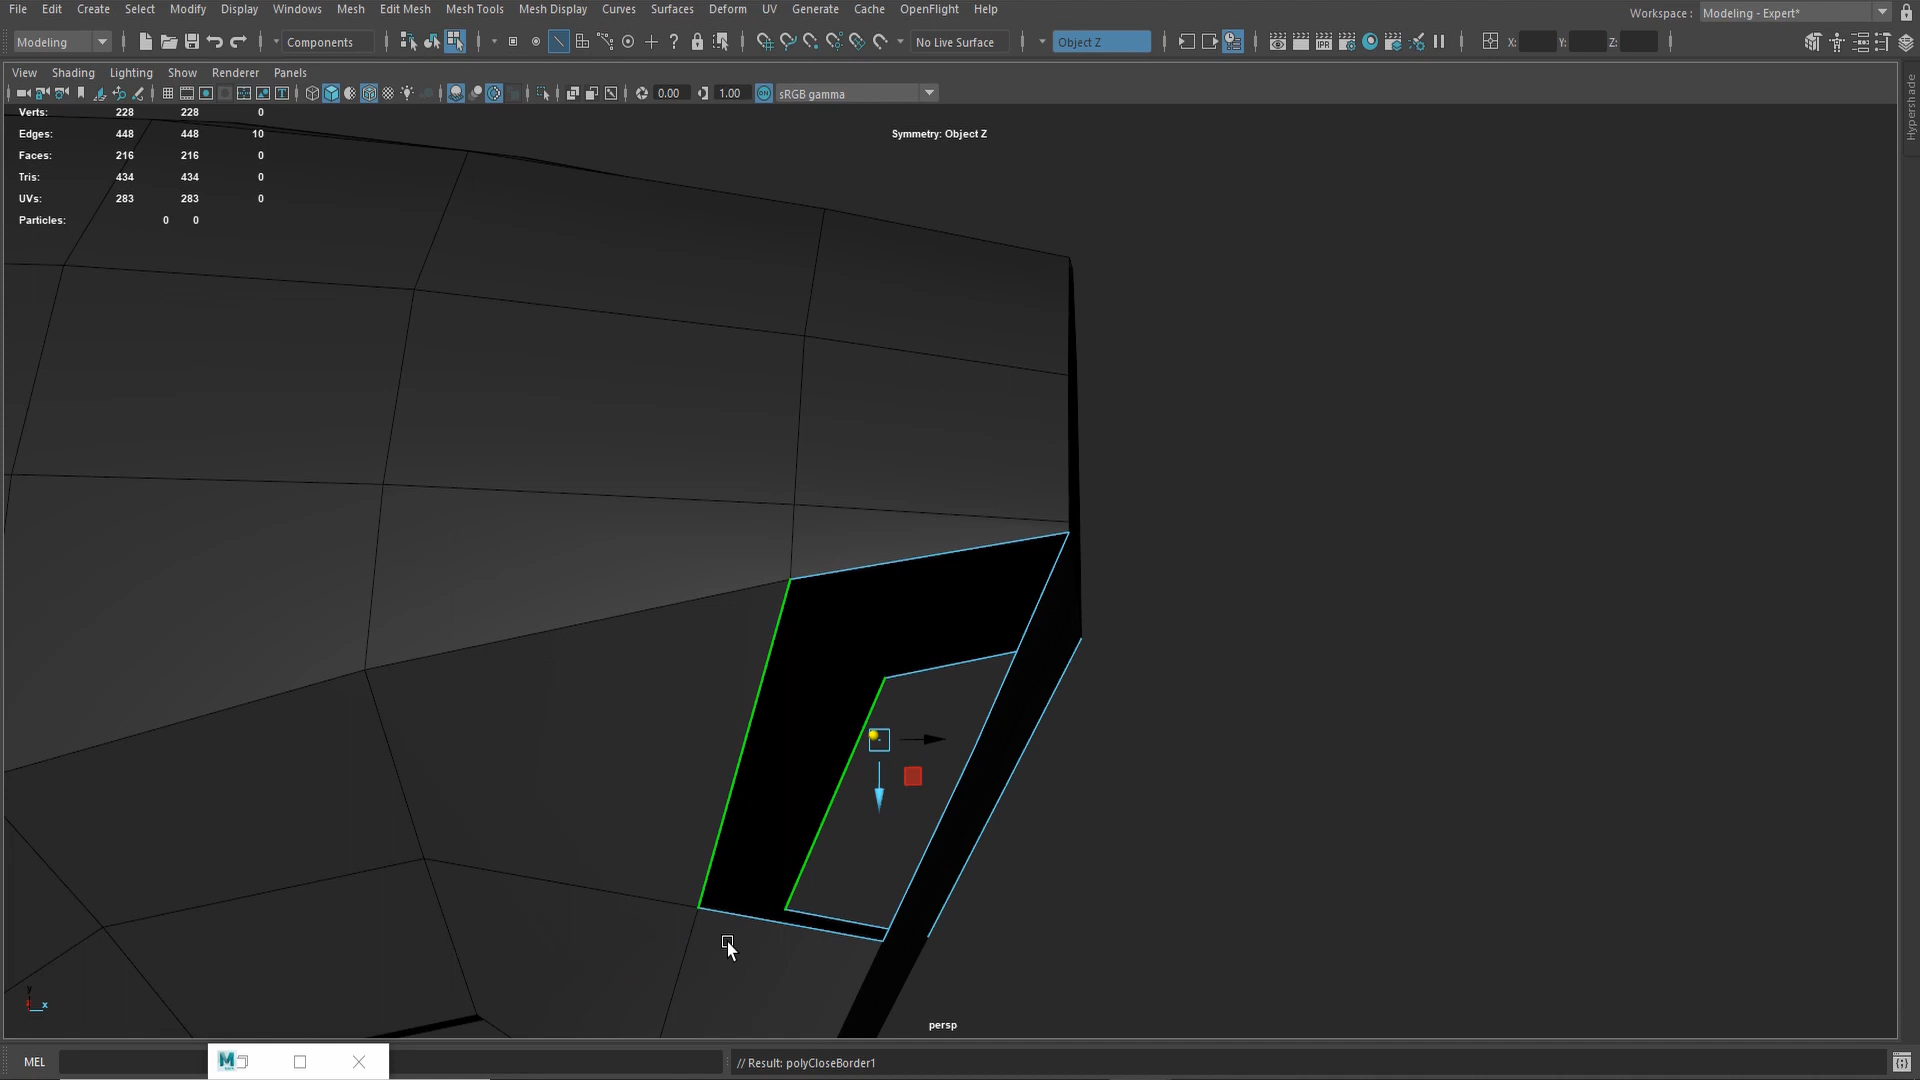 File Edit Create Select Modify Display Windows Mesh Edit Mesh Mesh Tools Mesh Display Curves Surfaces Deform UV Generate Cache OpenFlight Help
Workspace : Modeling - Expert*
Modeling Components No Live Surface Object Z X: Y: Z:
View Shading Lighting Show Renderer Panels
0.00 1.00 ON sRGB gamma
Hypershade
Verts: 228 228 0
Edges: 448 448 10
Faces: 216 216 0
Tris: 434 434 0
UVs: 283 283 0
Particles: 0 0
Symmetry: Object Z
y
z x
persp
MEL
M
// Result: polyCloseBorder1